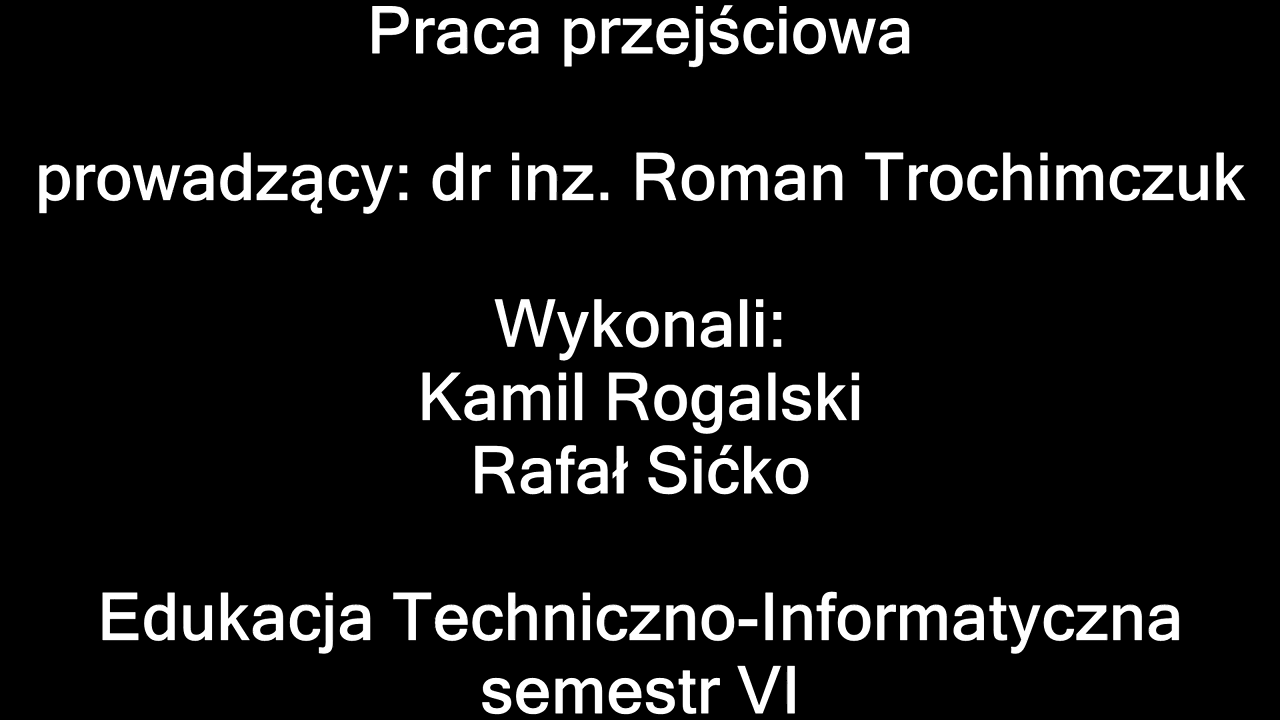 Praca przejściowa
prowadzący: dr inz. Roman Trochimczuk
Wykonali:
Kamil Rogalski
Rafał Sićko
Edukacja Techniczno-Informatyczna
semestr VI